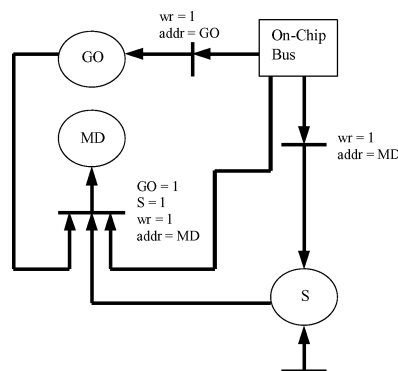 wr = 1
addr = GO
On-Chip
Bus
GO
MD
wr = 1
addr = MD
GO = 1
S = 1
wr = 1
addr = MD
S